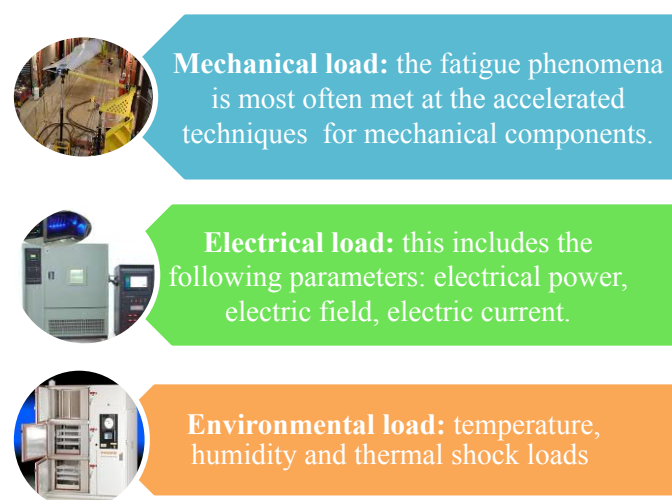 Mechanical load: the fatigue phenomena
is most often met at the accelerated
techniques for mechanical components.
Electrical load: this includes the
following parameters: electrical power,
electric field, electric current.
Environmental load: temperature,
humidity and thermal shock loads